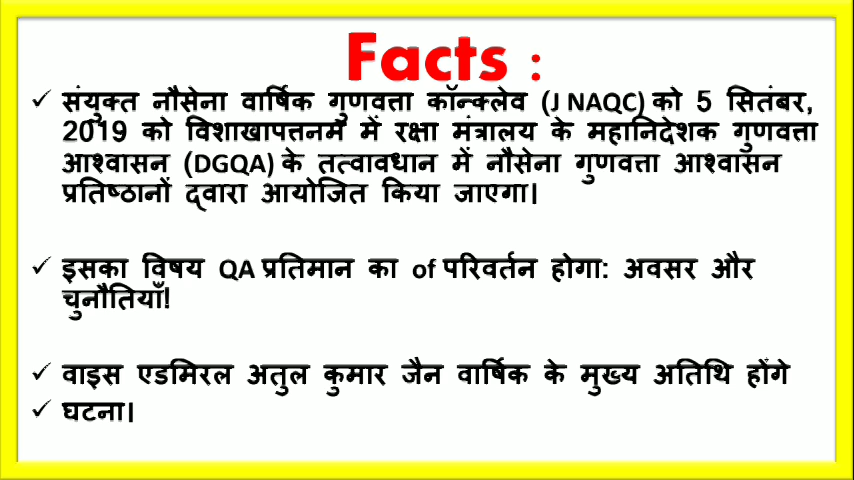 Facts :
✓ संयुक्त नौसेना वार्षिक गुणवत्ता कॉन्क्लेव (J NAQC) को 5 सितंबर,
2019 को विशाखापत्तनम में रक्षा मंत्रालय के महानिदेशक गुणवत्ता
आश्वासन (DGQA) के तत्वावधान में नौसेना गुणवत्ता आश्वासन
प्रतिष्ठानों द्वारा आयोजित किया जाएगा।
✓ इसका विषय QA प्रतिमान का of परिवर्तन होगा: अवसर और
चुनौतियाँ!
✓ वाइस एडमिरल अतुल कुमार जैन वार्षिक के मुख्य अतिथि होंगे
✓ घटना।